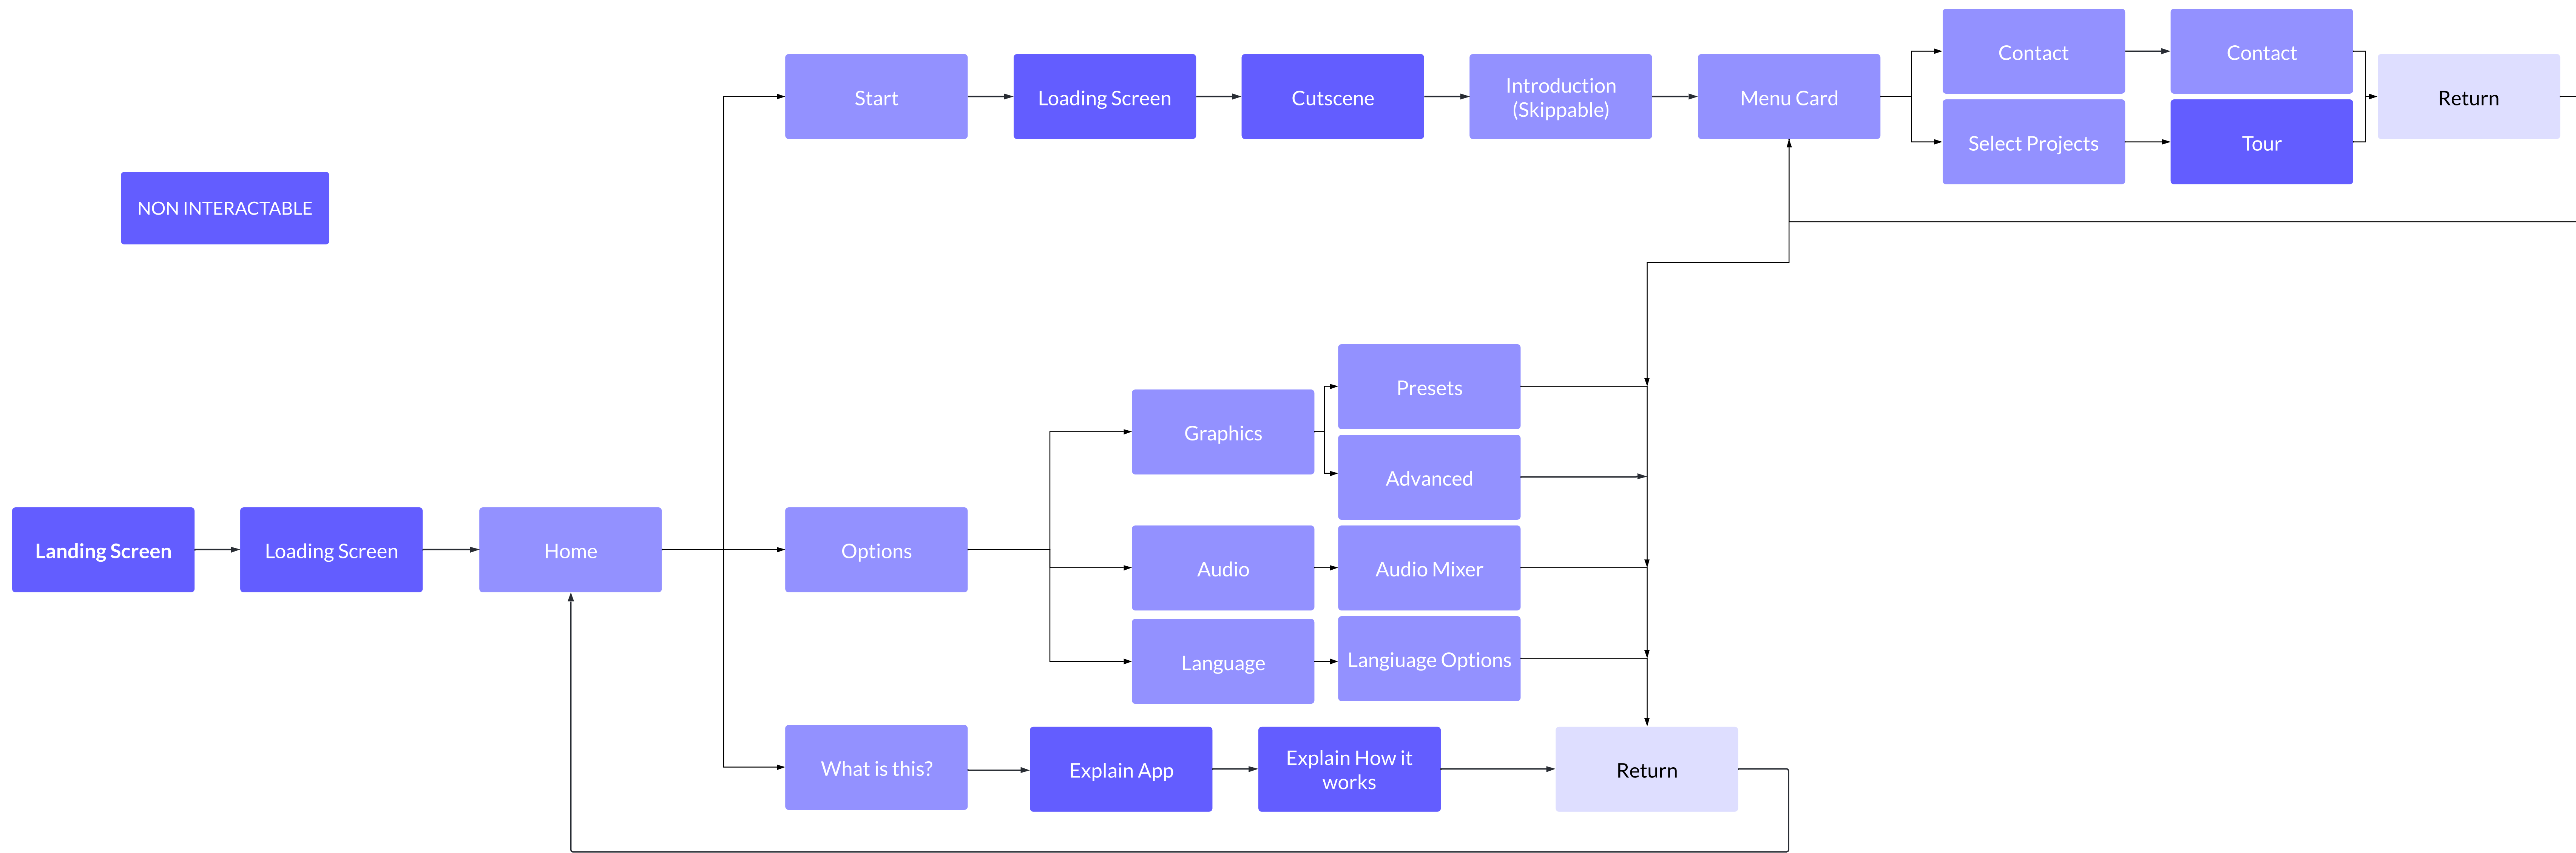 Contact
Contact
Start
Loading Screen
Cutscene
Introduction
(Skippable)
Menu Card
Return
Select Projects
Tour
NON INTERACTABLE
Presets
Graphics
Advanced
Landing Screen
Loading Screen
Home
Options
Audio
Audio Mixer
Language
Langiuage Options
What is this?
Explain App
Explain How it
works
Return